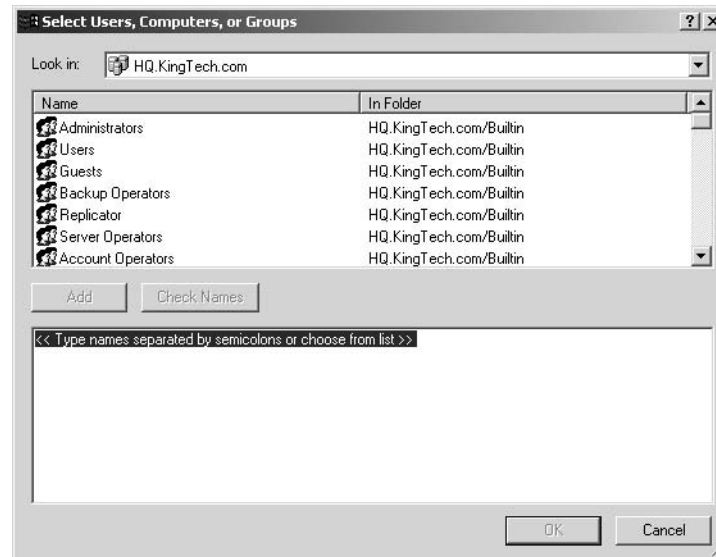 Select Users, Computers, or Groups
Look in: HQ.KingTech.com
Name In Folder
Administrators HQ.KingTech.com/Builtin
Users HQ.KingTech.com/Builtin
Guests HQ.KingTech.com/Builtin
Backup Operators HQ.KingTech.com/Builtin
Replicator HQ.KingTech.com/Builtin
Server Operators HQ.KingTech.com/Builtin
Account Operators HQ.KingTech.com/Builtin
Add Check Names
<< Type names separated by semicolons or choose from list >>
OK Cancel